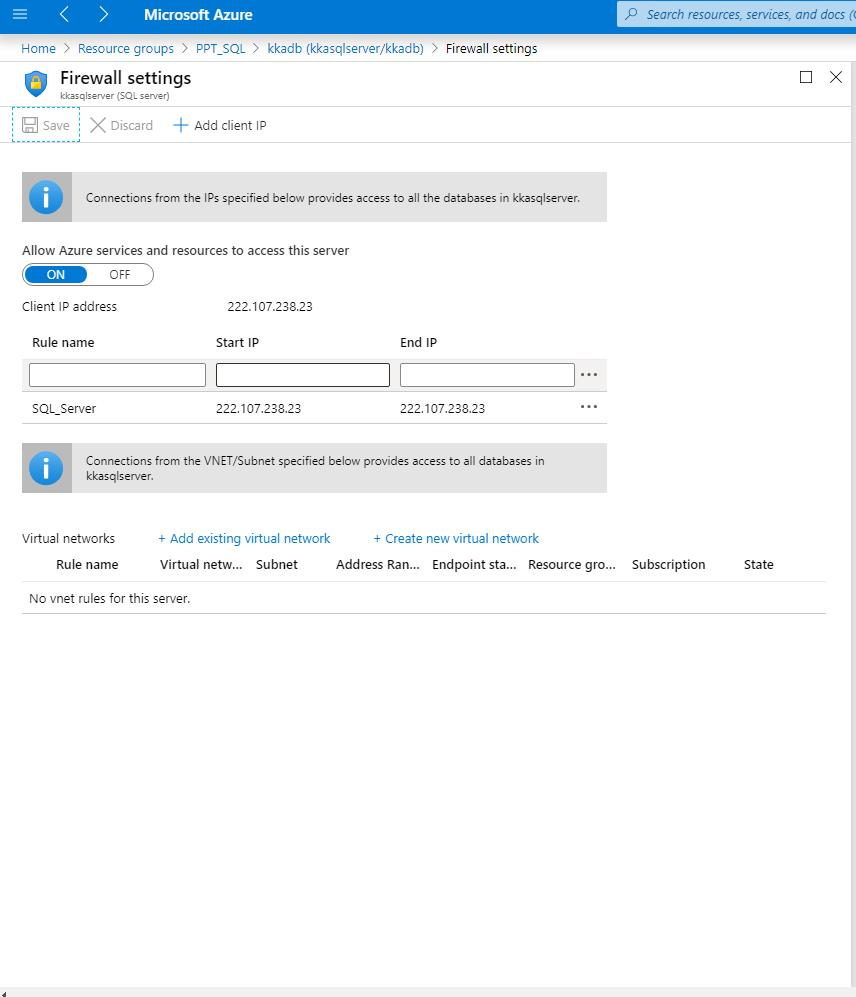 Microsoft Azure
Search resources, services, and docs (
Home > Resource groups > PPT_SQL > kkadb (kkasqlserver/kkadb) > Firewall settings
Firewall settings
kkasqlserver (SQL server)
Save Discard + Add client IP
Connections from the IPs specified below provides access to all the databases in kkasqlserver.
Allow Azure services and resources to access this server
ON OFF
Client IP address 222.107.238.23
Rule name Start IP End IP
...
SQL_Server 222.107.238.23 222.107.238.23 ...
Connections from the VNET/Subnet specified below provides access to all databases in
kkasqlserver.
Virtual networks + Add existing virtual network + Create new virtual network
Rule name Virtual netw... Subnet Address Ran... Endpoint sta... Resource gro... Subscription State
No vnet rules for this server.